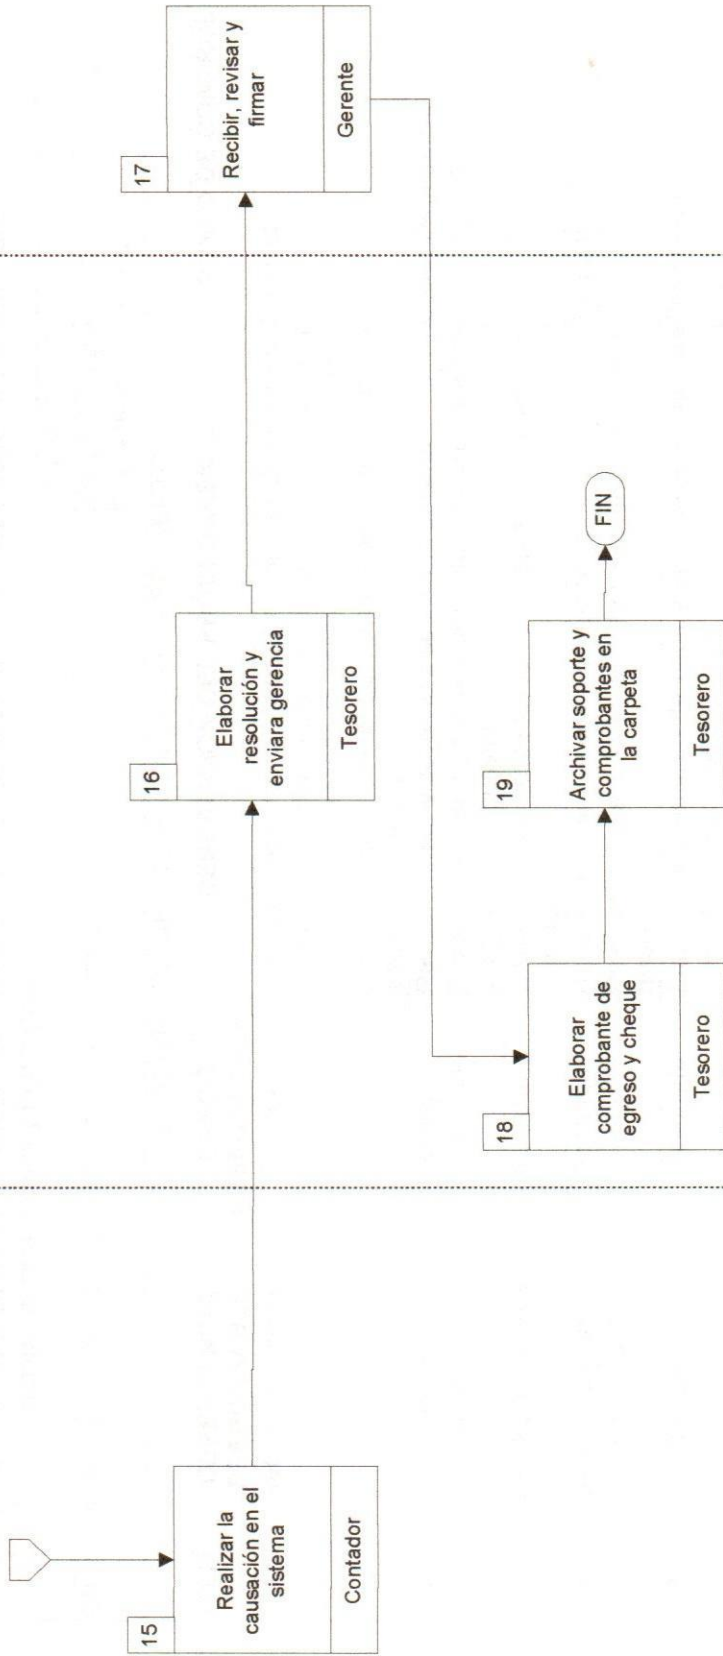 15
Realizar la
causación en el
sistema
Contador
16
Elaborar
resolución y
enviara gerencia
Tesorero
17
Recibir, revisar y
firmar
Gerente
18
Elaborar
comprobante de
egreso y cheque
Tesorero
19
Archivar soporte y
comprobantes en
la carpeta
Tesorero
FIN